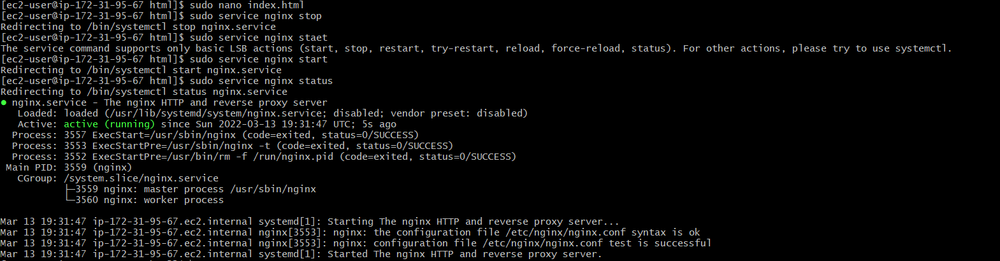 [ec2-user@ip-172-31-95-67 html]$ sudo nano index.html
[ec2-user@ip-172-31-95-67 html]$ sudo service nginx stop
Redirecting to /bin/systemctl stop nginx.service
[ec2-user@ip-172-31-95-67 html]$ sudo service nginx staet
The service command supports only basic LSB actions (start, stop, restart, try-restart, reload, force-reload, status). For other actions, please try to use systemctl.
[ec2-user@ip-172-31-95-67 html]$ sudo service nginx start
Redirecting to /bin/systemctl start nginx.service
[ec2-user@ip-172-31-95-67 html]$ sudo service nginx status
Redirecting to /bin/systemctl status nginx.service
● nginx.service - The nginx HTTP and reverse proxy server
   Loaded: loaded (/usr/lib/systemd/system/nginx.service; disabled; vendor preset: disabled)
   Active: active (running) since Sun 2022-03-13 19:31:47 UTC; 5s ago
  Process: 3557 ExecStart=/usr/sbin/nginx (code=exited, status=0/SUCCESS)
  Process: 3553 ExecStartPre=/usr/sbin/nginx -t (code=exited, status=0/SUCCESS)
  Process: 3552 ExecStartPre=/usr/bin/rm -f /run/nginx.pid (code=exited, status=0/SUCCESS)
 Main PID: 3559 (nginx)
   CGroup: /system.slice/nginx.service
           ├─3559 nginx: master process /usr/sbin/nginx
           └─3560 nginx: worker process
Mar 13 19:31:47 ip-172-31-95-67.ec2.internal systemd[1]: Starting The nginx HTTP and reverse proxy server...
Mar 13 19:31:47 ip-172-31-95-67.ec2.internal nginx[3553]: nginx: the configuration file /etc/nginx/nginx.conf syntax is ok
Mar 13 19:31:47 ip-172-31-95-67.ec2.internal nginx[3553]: nginx: configuration file /etc/nginx/nginx.conf test is successful
Mar 13 19:31:47 ip-172-31-95-67.ec2.internal systemd[1]: Started The nginx HTTP and reverse proxy server.